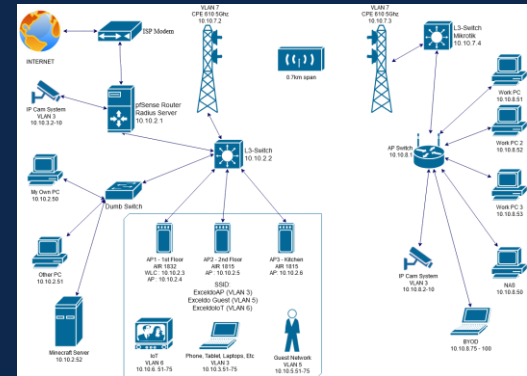 VLAN 7
CPE 610 5Ghz
10.10.7.2
VLAN 7
CPE 610 5Ghz
10.10.7.3
ISP Modem
INTERNET
L3-Switch
Mikrotik
10.10.7.4
0.7km span
pfSense Router
Radius Server
10.10.2.1
IP Cam System
VLAN 3
10.10.3.2-10
Work PC
10.10.8.51
L3-Switch
10.10.2.2
AP Switch
10.10.8.1
Work PC 2
10.10.8.52
My Own PC
10.10.2.50
Dumb Switch
Work PC 3
10.10.8.53
Other PC
10.10.2.51
AP1 - 1st Floor
AIR 1832
WLC: 10.10.2.3
AP: 10.10.2.4
AP2 - 2nd Floor
AIR 1815
AP: 10.10.2.5
AP3 - Kitchen
AIR 1815
AP: 10.10.2.6
SSID
ExceldoAP (VLAN 3)
Exceldo Guest (VLAN 5)
ExceldoIoT (VLAN 6)
IP Cam System
VLAN 3
10.10.8.2-10
NAS
10.10.8.50
Minecraft Server
10.10.2.52
IoT
VLAN 6
10.10.6.51-75
Phone, Tablet, Laptops, Etc
VLAN 3
10.10.3.51-75
Guest Network
VLAN 5
10.10.5.51-75
BYOD
10.10.8.75 - 100